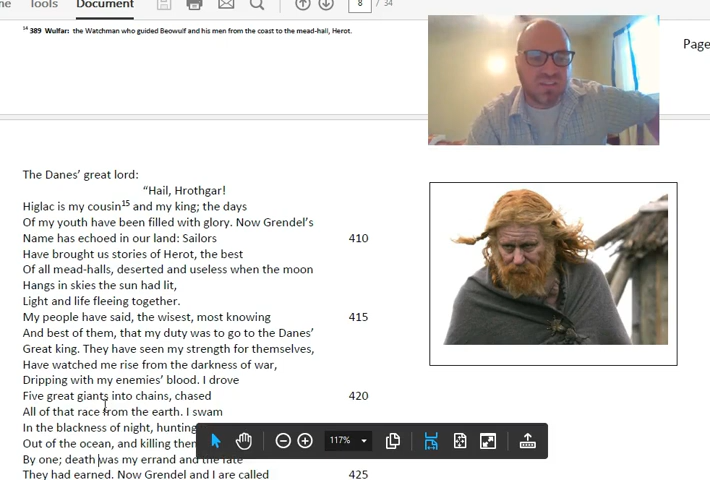 Tools Document 8 / 34
14 389 Wulfar: the Watchman who guided Beowulf and his men from the coast to the mead-hall, Herot.
Page
The Danes’ great lord:
“Hail, Hrothgar!
Higlac is my cousin15 and my king; the days
Of my youth have been filled with glory. Now Grendel’s
Name has echoed in our land: Sailors 410
Have brought us stories of Herot, the best
Of all mead-halls, deserted and useless when the moon
Hangs in skies the sun had lit,
Light and life fleeing together.
My people have said, the wisest, most knowing 415
And best of them, that my duty was to go to the Danes’
Great king. They have seen my strength for themselves,
Have watched me rise from the darkness of war,
Dripping with my enemies’ blood. I drove
Five great giants into chains, chased 420
All of that race from the earth. I swam
In the blackness of night, hunting
Out of the ocean, and killing them
117%
By one; death was my errand and the fate
They had earned. Now Grendel and I are called 425